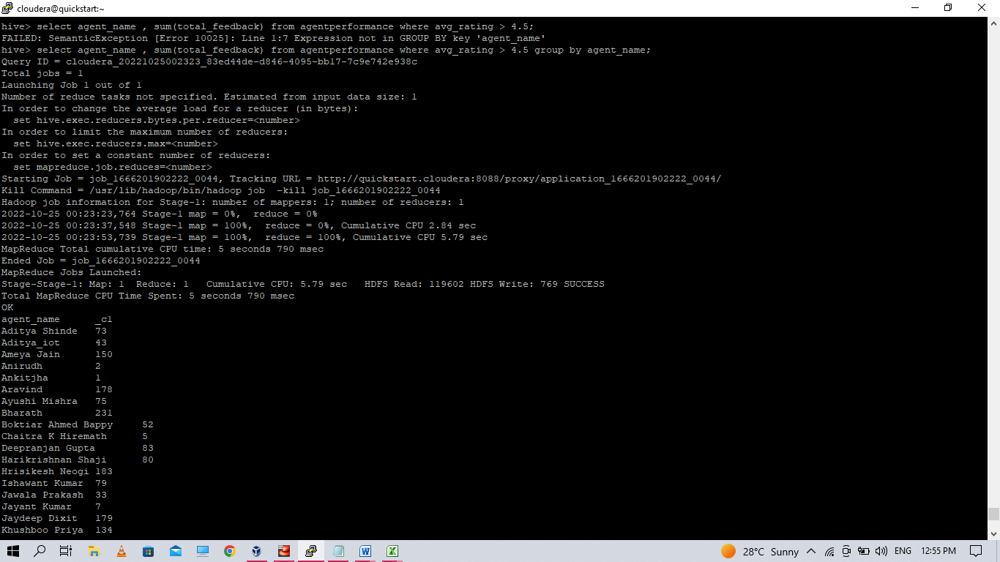 cloudera@quickstart:~
hive> select agent_name , sum(total_feedback) from agentperformance where avg_rating > 4.5;
FAILED: SemanticException [Error 10025]: Line 1:7 Expression not in GROUP BY key 'agent_name'
hive> select agent_name , sum(total_feedback) from agentperformance where avg_rating > 4.5 group by agent_name;
Query ID = cloudera_20221025002323_83ed44de-d846-4095-bb17-7c9e742e938c
Total jobs = 1
Launching Job 1 out of 1
Number of reduce tasks not specified. Estimated from input data size: 1
In order to change the average load for a reducer (in bytes):
  set hive.exec.reducers.bytes.per.reducer=<number>
In order to limit the maximum number of reducers:
  set hive.exec.reducers.max=<number>
In order to set a constant number of reducers:
  set mapreduce.job.reduces=<number>
Starting Job = job_1666201902222_0044, Tracking URL = http://quickstart.cloudera:8088/proxy/application_1666201902222_0044/
Kill Command = /usr/lib/hadoop/bin/hadoop job  -kill job_1666201902222_0044
Hadoop job information for Stage-1: number of mappers: 1; number of reducers: 1
2022-10-25 00:23:23,764 Stage-1 map = 0%,  reduce = 0%
2022-10-25 00:23:37,548 Stage-1 map = 100%,  reduce = 0%, Cumulative CPU 2.84 sec
2022-10-25 00:23:53,739 Stage-1 map = 100%,  reduce = 100%, Cumulative CPU 5.79 sec
MapReduce Total cumulative CPU time: 5 seconds 790 msec
Ended Job = job_1666201902222_0044
MapReduce Jobs Launched:
Stage-Stage-1: Map: 1  Reduce: 1   Cumulative CPU: 5.79 sec   HDFS Read: 119602 HDFS Write: 769 SUCCESS
Total MapReduce CPU Time Spent: 5 seconds 790 msec
OK
agent_name      _c1
Aditya Shinde   73
Aditya_iot      43
Ameya Jain      150
Anirudh         2
Ankitjha        1
Aravind         178
Ayushi Mishra   75
Bharath         231
Boktiar Ahmed Bappy     52
Chaitra K Hiremath      5
Deepranjan Gupta        83
Harikrishnan Shaji      80
Hrisikesh Neogi 183
Ishawant Kumar  79
Jawala Prakash  33
Jayant Kumar    7
Jaydeep Dixit   179
Khushboo Priya  134
28°C Sunny ENG 12:55 PM